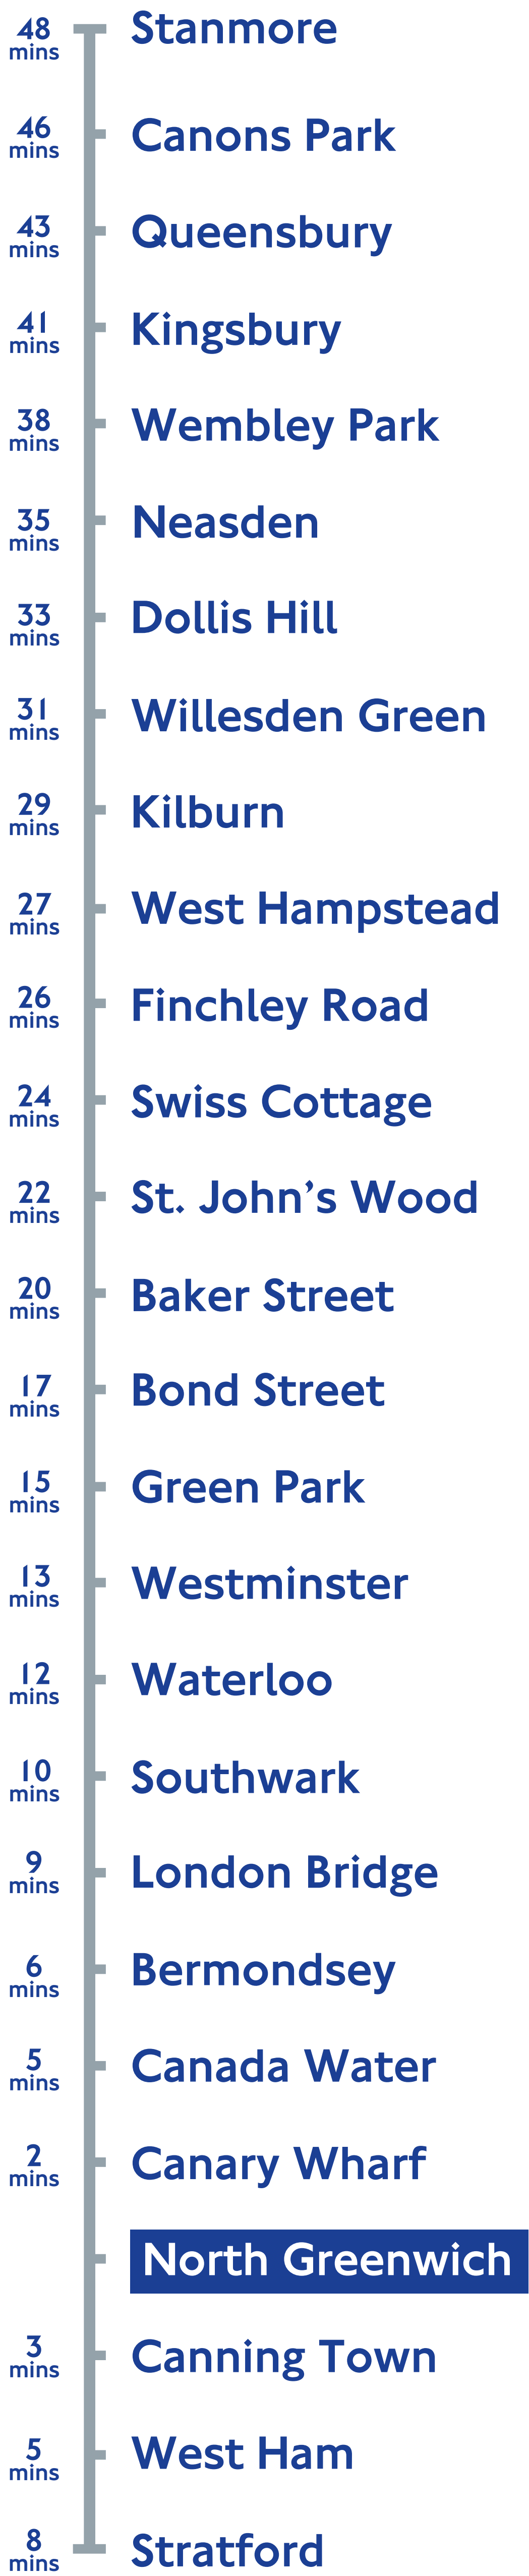 48 mins Stanmore
46 mins Canons Park
43 mins Queensbury
41 mins Kingsbury
38 mins Wembley Park
35 mins Neasden
33 mins Dollis Hill
31 mins Willesden Green
29 mins Kilburn
27 mins West Hampstead
26 mins Finchley Road
24 mins Swiss Cottage
22 mins St. John’s Wood
20 mins Baker Street
17 mins Bond Street
15 mins Green Park
13 mins Westminster
12 mins Waterloo
10 mins Southwark
9 mins London Bridge
6 mins Bermondsey
5 mins Canada Water
2 mins Canary Wharf
North Greenwich
3 mins Canning Town
5 mins West Ham
8 mins Stratford